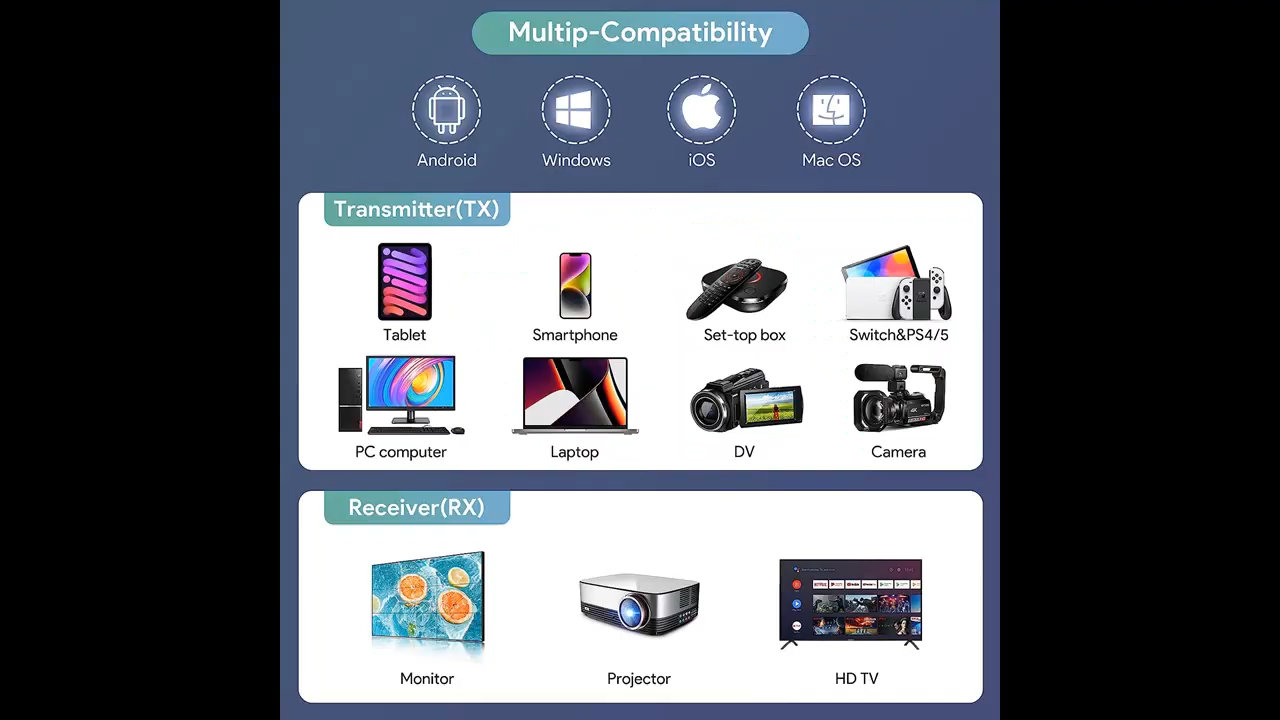 Multip-Compatibility
Android Windows iOS Mac OS
Transmitter(TX)
Tablet Smartphone Set-top box Switch&PS4/5
PC computer Laptop DV Camera
Receiver(RX)
NETFLIX
Monitor Projector HD TV